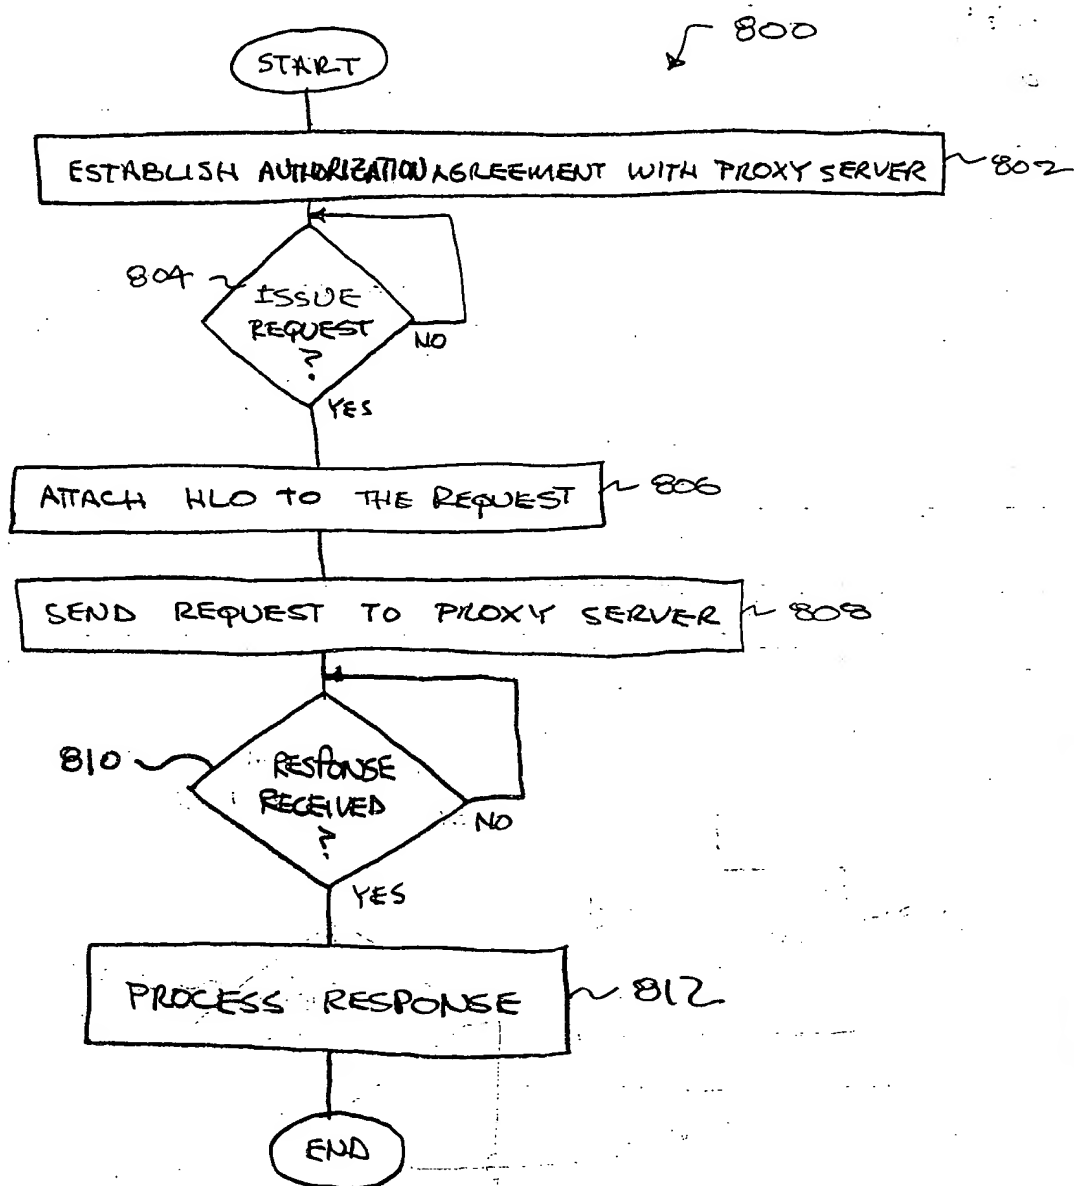 800
START
ESTABLISH AUTHORIZATION AGREEMENT WITH PROXY SERVER
802
804
ISSUE
REQUEST
?
NO
YES
ATTACH HLO TO THE REQUEST
806
SEND REQUEST TO PROXY SERVER
808
810
RESPONSE
RECEIVED
?
NO
YES
PROCESS RESPONSE
812
END